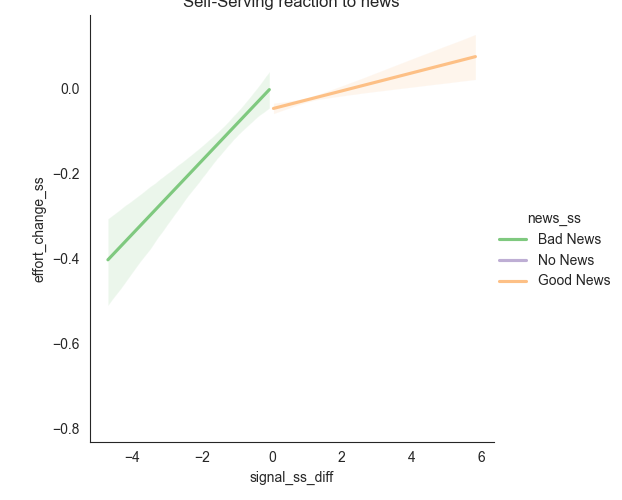 Self-Serving reaction to news
0.0
−0.2
−0.4
−0.6
−0.8
effort_change_ss
−4
−2
0
2
4
6
signal_ss_diff
news_ss
Bad News
No News
Good News